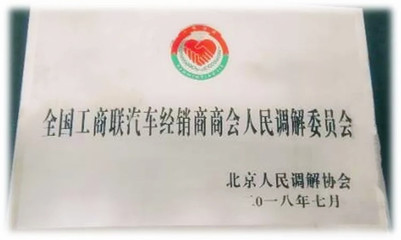 全国工商联汽车经销商商会人民调解委员会
北京人民调解协会
二〇一八年七月